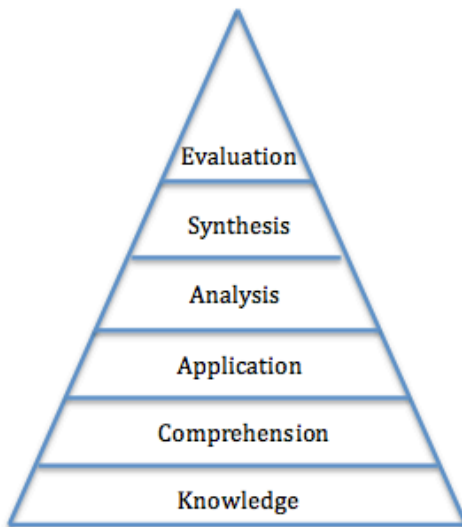 Evaluation
Synthesis
Analysis
Application
Comprehension
Knowledge